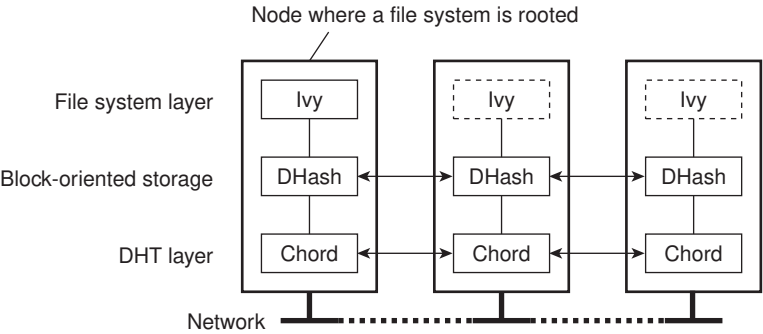 Node where a file system is rooted
File system layer
Ivy
Ivy
Ivy
Block-oriented storage
DHash
DHash
DHash
DHT layer
Chord
Chord
Chord
Network